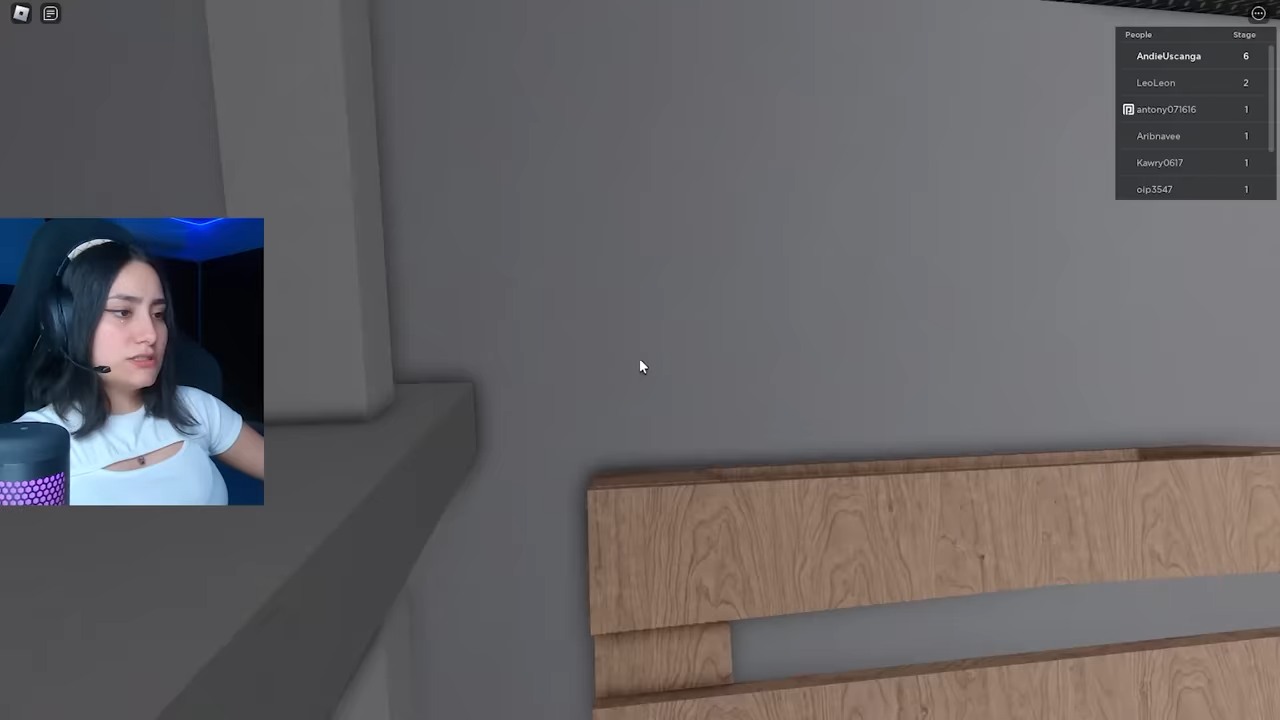 People Stage
AndieUscanga 6
LeoLeon 2
antony071616 1
Aribnavee 1
Kawry0617 1
oip3547 1